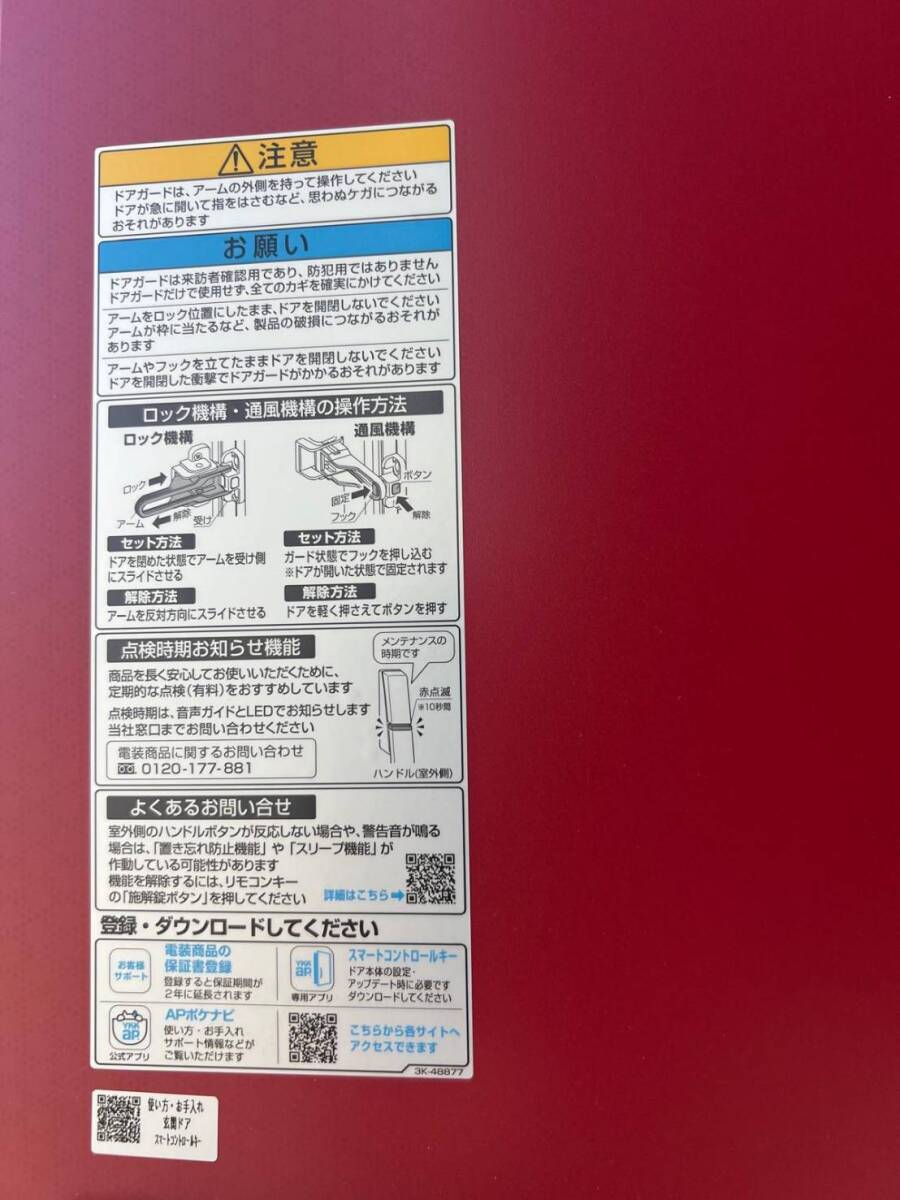 注意
ドアガードは、アームの外側を持って操作してください
ドアが急に開いて指をはさむなど、思わぬケガにつながる
おそれがあります
お願い
ドアガードは来訪者確認用であり、防犯用ではありません
ドアガードだけで使用せず、全てのカギを確実にかけてください
アームをロック位置にしたまま、ドアを開閉しないでください
アームが枠に当たるなど、製品の破損につながるおそれが
あります
アームやフックを立てたままドアを開閉しないでください
ドアを開閉した衝撃でドアガードがかかるおそれがあります
ロック機構・通風機構の操作方法
ロック機構
ロック
アーム
解除
受け
セット方法
ドアを閉めた状態でアームを受け側
にスライドさせる
解除方法
アームを反対方向にスライドさせる
通風機構
ボタン
固定
フック
解除
セット方法
ガード状態でフックを押し込む
※ドアが開いた状態で固定されます
解除方法
ドアを軽く押さえてボタンを押す
点検時期お知らせ機能
商品を長く安心してお使いいただくために、
定期的な点検(有料)をおすすめしています
点検時期は、音声ガイドとLEDでお知らせします
当社窓口までお問い合わせください
電装商品に関するお問い合わせ
0120-177-881
メンテナンスの
時期です
赤点滅
※10秒間
ハンドル(室外側)
よくあるお問い合せ
室外側のハンドルボタンが反応しない場合や、警告音が鳴る
場合は、「置き忘れ防止機能」や「スリープ機能」が
作動している可能性があります
機能を解除するには、リモコンキー
の「施解錠ボタン」を押してください
詳細はこちら
登録・ダウンロードしてください
お客様
サポート
電装商品の
保証書登録
登録すると保証期間が
2年に延長されます
YKK
ap
専用アプリ
スマートコントロールキー
ドア本体の設定・
アップデート時に必要です
ダウンロードしてください
YKK
ap
公式アプリ
APポケナビ
使い方・お手入れ
サポート情報などが
ご覧いただけます
こちらから各サイトへ
アクセスできます
3K-48877
使い方・お手入れ
玄関ドア
スマートコントロールキー